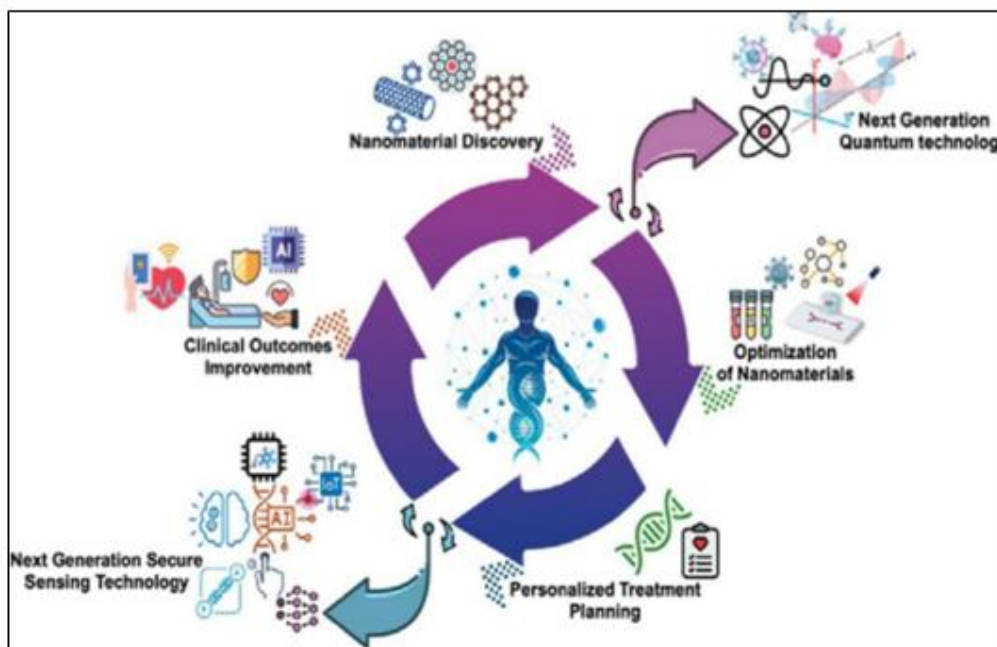 Nanomaterial Discovery
Next Generation
Quantum technolog
AI
Clinical Outcomes
Improvement
Optimization
of Nanomaterials
IoT
AI
Next Generation Secure
Sensing Technology
Personalized Treatment
Planning